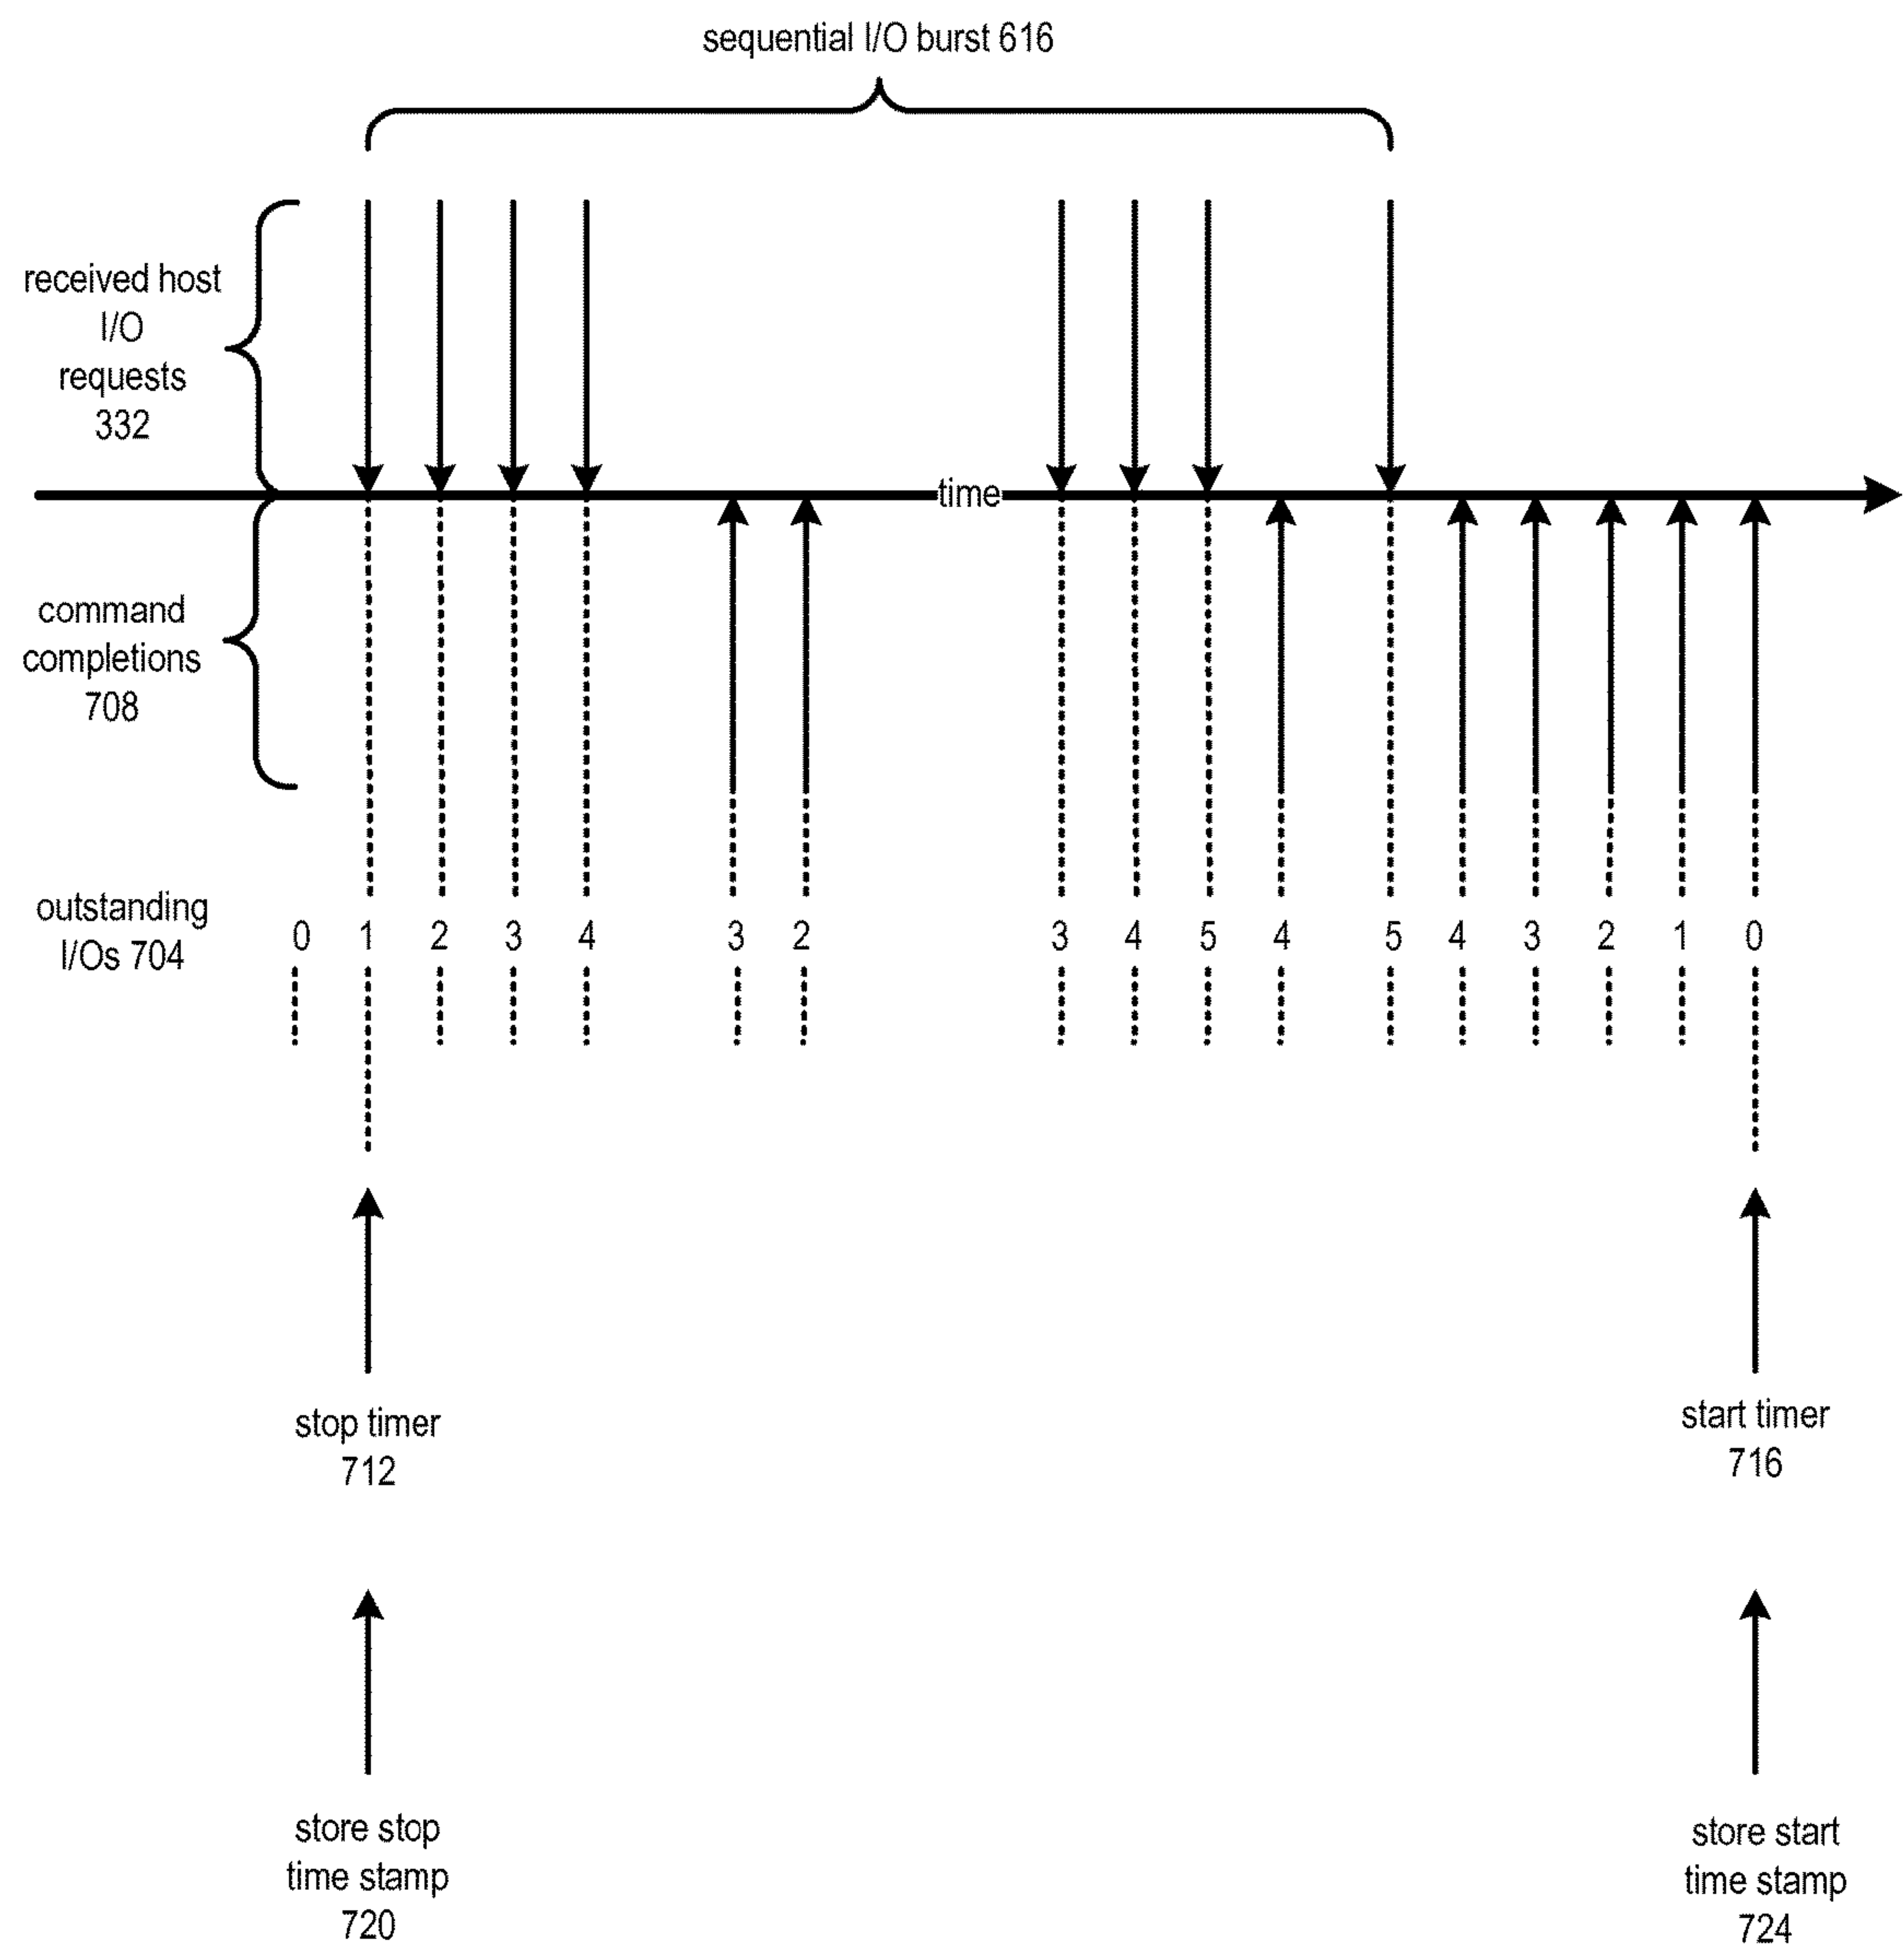 sequential I/O burst 616
received host
I/O
requests
332
time
command
completions
708
outstanding
I/Os 704
0 1 2 3 4 3 2 3 4 5 4 5 4 3 2 1 0
stop timer
712
start timer
716
store stop
time stamp
720
store start
time stamp
724